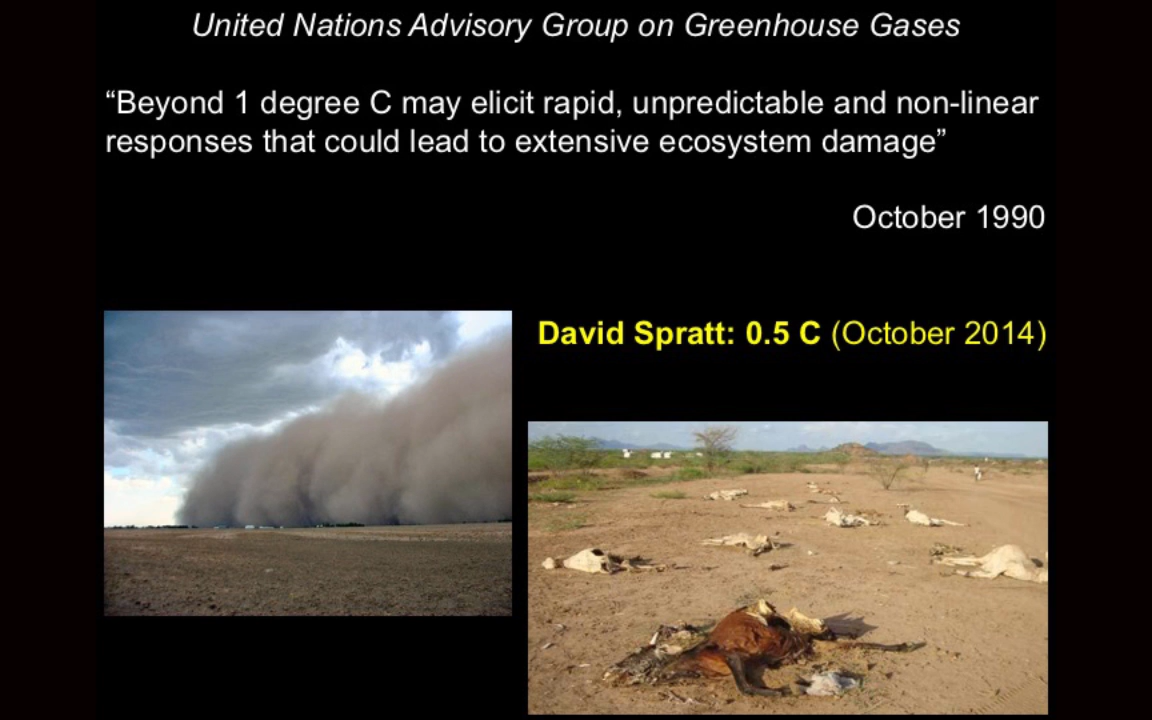 United Nations Advisory Group on Greenhouse Gases
“Beyond 1 degree C may elicit rapid, unpredictable and non-linear
responses that could lead to extensive ecosystem damage”
October 1990
David Spratt: 0.5 C (October 2014)